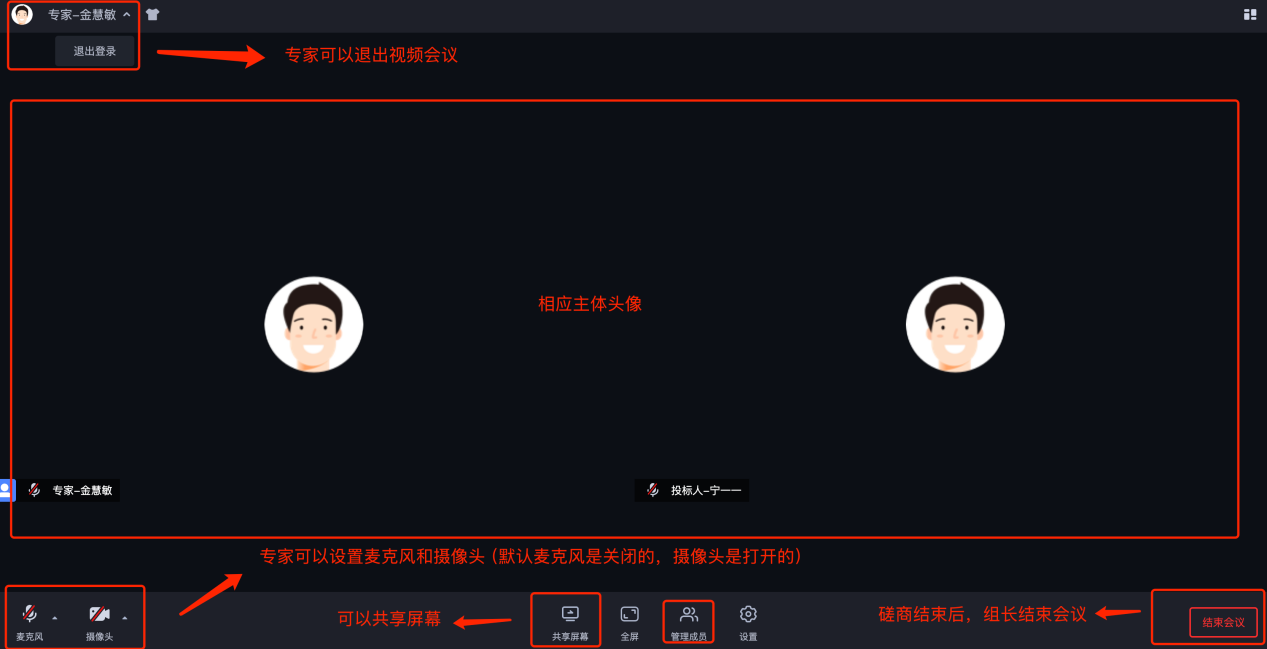 专家-金慧敏
退出登录
专家可以退出视频会议
相应主体头像
专家-金慧敏
投标人-宁一一
专家可以设置麦克风和摄像头 (默认麦克风是关闭的，摄像头是打开的)
麦克风
摄像头
可以共享屏幕
共享屏幕
全屏
管理成员
设置
磋商结束后，组长结束会议
结束会议